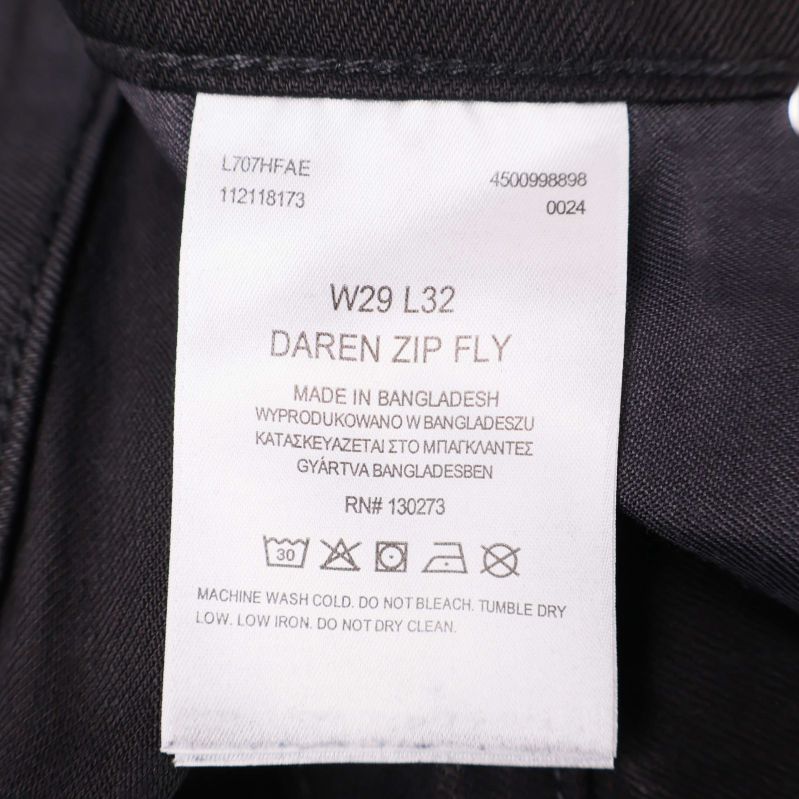 L707HFAE
112118173
4500998898
0024
W29 L32
DAREN ZIP FLY
MADE IN BANGLADESH
WYPRODUKOWANO W BANGLADESZU
ΚΑΤΑΣΚΕΥΑΖΕΤΑΙ ΣΤΟ ΜΠΑΓΚΛΑΝΤΕΣ
GYÁRTVA BANGLADESBEN
RN# 130273
30
MACHINE WASH COLD. DO NOT BLEACH. TUMBLE DRY
LOW. LOW IRON. DO NOT DRY CLEAN.